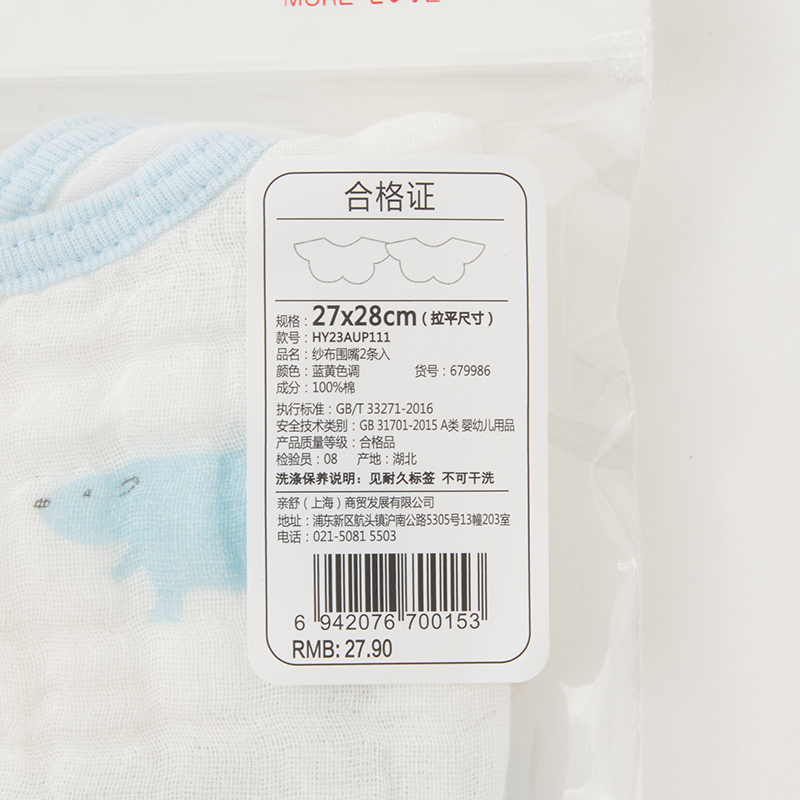 MORE LOVE
合格证
规格：27x28cm（拉平尺寸）
款号：HY23AUP111
品名：纱布围嘴2条入
颜色：蓝黄色调 货号：679986
成分：100%棉
执行标准：GB/T 33271-2016
安全技术类别：GB 31701-2015 A类 婴幼儿用品
产品质量等级：合格品
检验员：08 产地：湖北
洗涤保养说明：见耐久标签 不可干洗
亲舒（上海）商贸发展有限公司
地址：浦东新区航头镇沪南公路5305号13幢203室
电话：021-5081 5503
6 942076 700153
RMB: 27.90